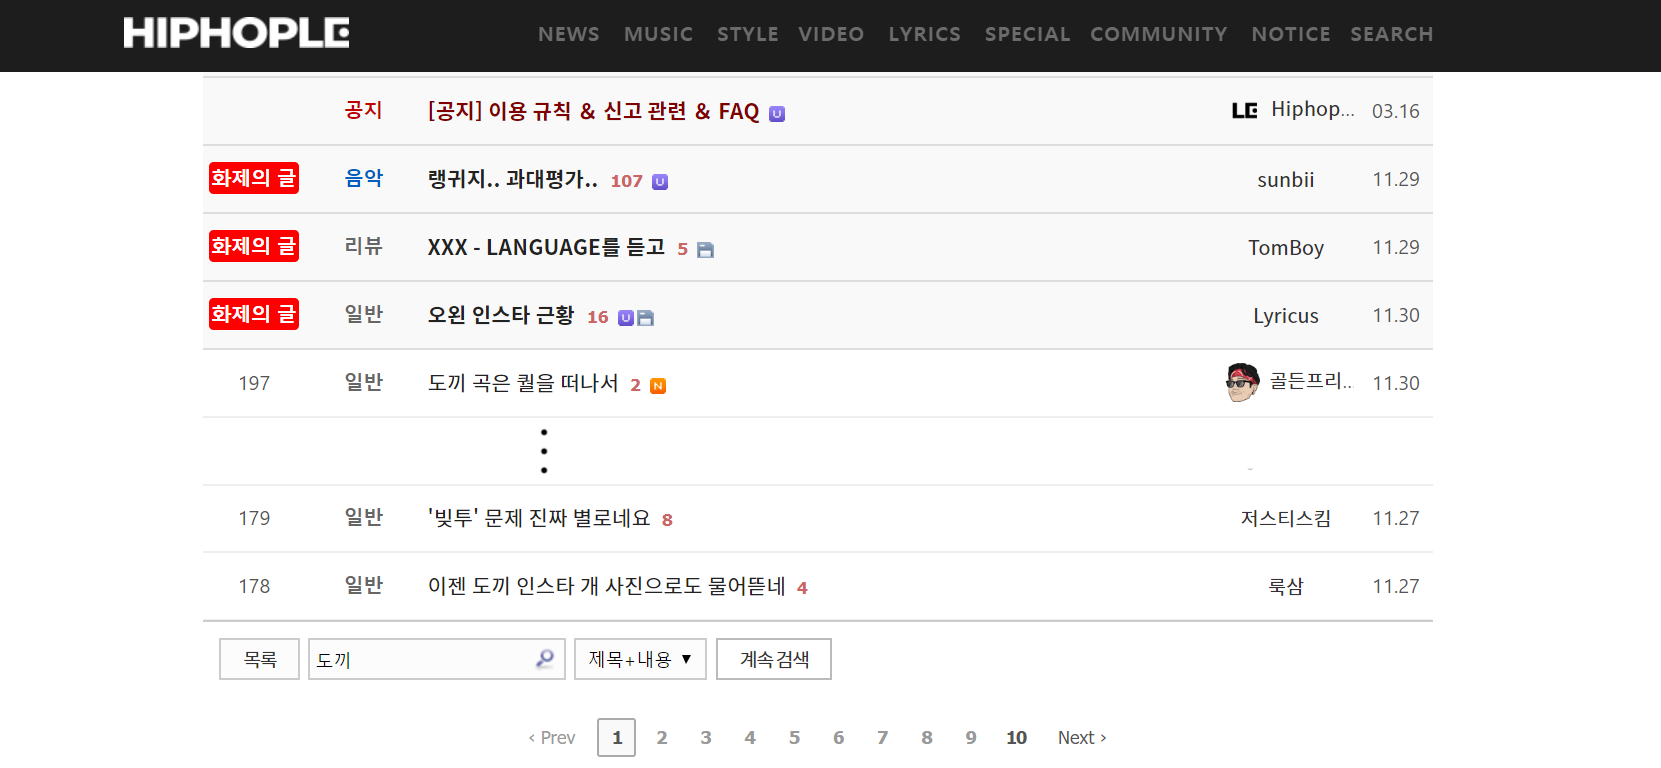 HIPHOPLE NEWS MUSIC STYLE VIDEO LYRICS SPECIAL COMMUNITY NOTICE SEARCH
공지 [공지] 이용 규칙 & 신고 관련 & FAQ U LE Hiphop... 03.16
화제의 글 음악 랭귀지.. 과대평가.. 107 U sunbii 11.29
화제의 글 리뷰 XXX - LANGUAGE를 듣고 5 TomBoy 11.29
화제의 글 일반 오왼 인스타 근황 16 U Lyricus 11.30
197 일반 도끼 곡은 퀄을 떠나서 2 N 골든프리.. 11.30
179 일반 '빚투' 문제 진짜 별로네요 8 저스티스킴 11.27
178 일반 이젠 도끼 인스타 개 사진으로도 물어뜯네 4 룩삼 11.27
목록 도끼 제목+내용 ▼ 계속 검색
‹ Prev 1 2 3 4 5 6 7 8 9 10 Next ›